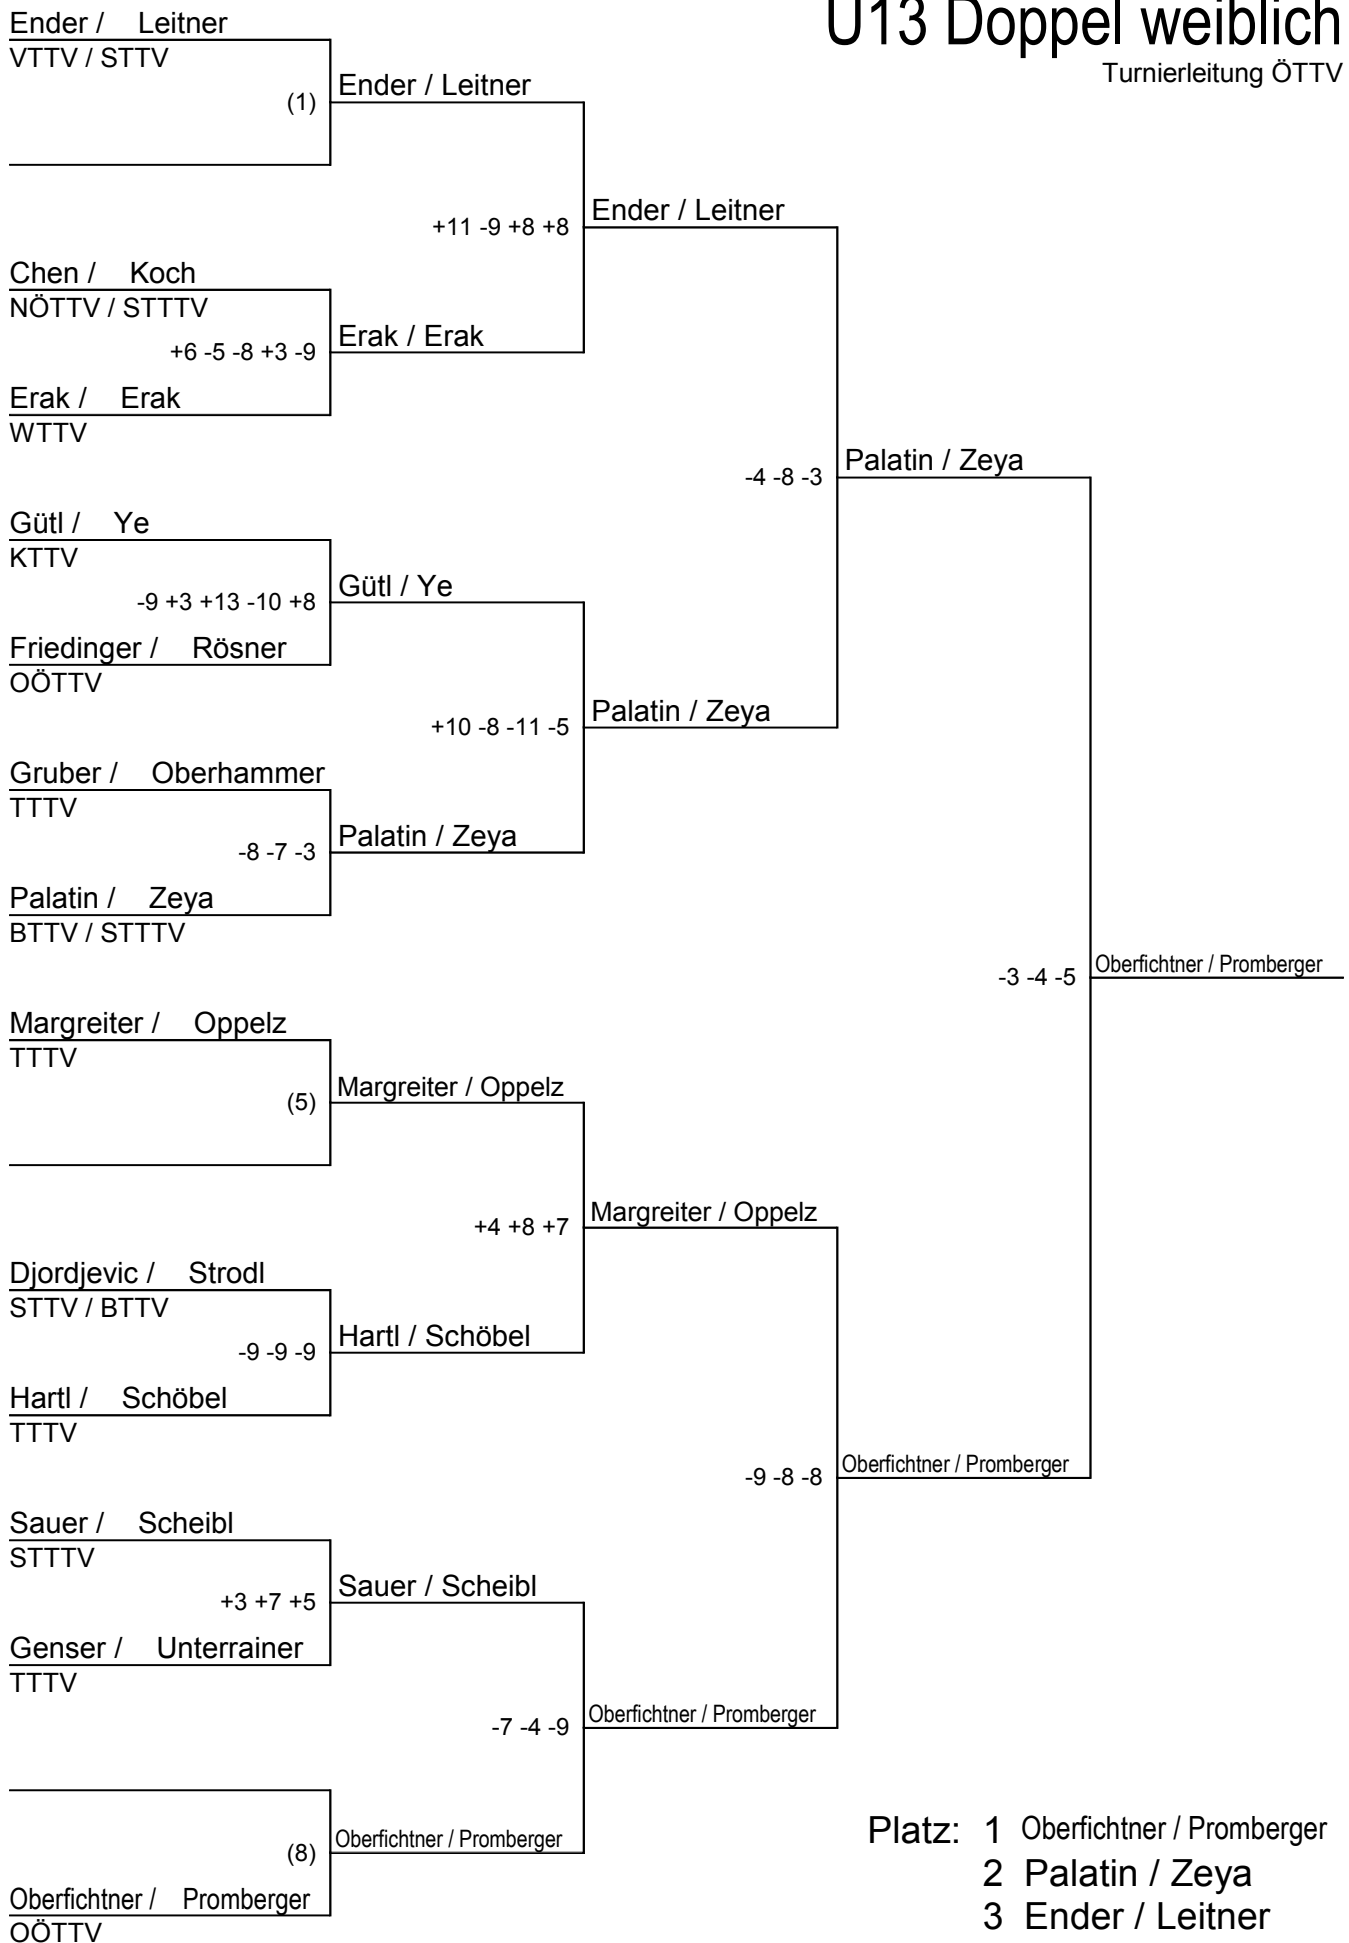 U13 Doppel weiblich
Turnierleitung ÖTTV
Ender / Leitner
VTTV / STTV
(1)
Ender / Leitner
+11 -9 +8 +8
Ender / Leitner
Chen / Koch
NÖTTV / STTTV
+6 -5 -8 +3 -9
Erak / Erak
Erak / Erak
WTTV
-4 -8 -3
Palatin / Zeya
Gütl / Ye
KTTV
-9 +3 +13 -10 +8
Gütl / Ye
Friedinger / Rösner
OÖTTV
+10 -8 -11 -5
Palatin / Zeya
Gruber / Oberhammer
TTTV
-8 -7 -3
Palatin / Zeya
Palatin / Zeya
BTTV / STTTV
-3 -4 -5
Oberfichtner / Promberger
Margreiter / Oppelz
TTTV
(5)
Margreiter / Oppelz
+4 +8 +7
Margreiter / Oppelz
Djordjevic / Strodl
STTV / BTTV
-9 -9 -9
Hartl / Schöbel
Hartl / Schöbel
TTTV
-9 -8 -8
Oberfichtner / Promberger
Sauer / Scheibl
STTTV
+3 +7 +5
Sauer / Scheibl
Genser / Unterrainer
TTTV
-7 -4 -9
Oberfichtner / Promberger
(8)
Oberfichtner / Promberger
Oberfichtner / Promberger
OÖTTV
Platz: 1 Oberfichtner / Promberger
2 Palatin / Zeya
3 Ender / Leitner